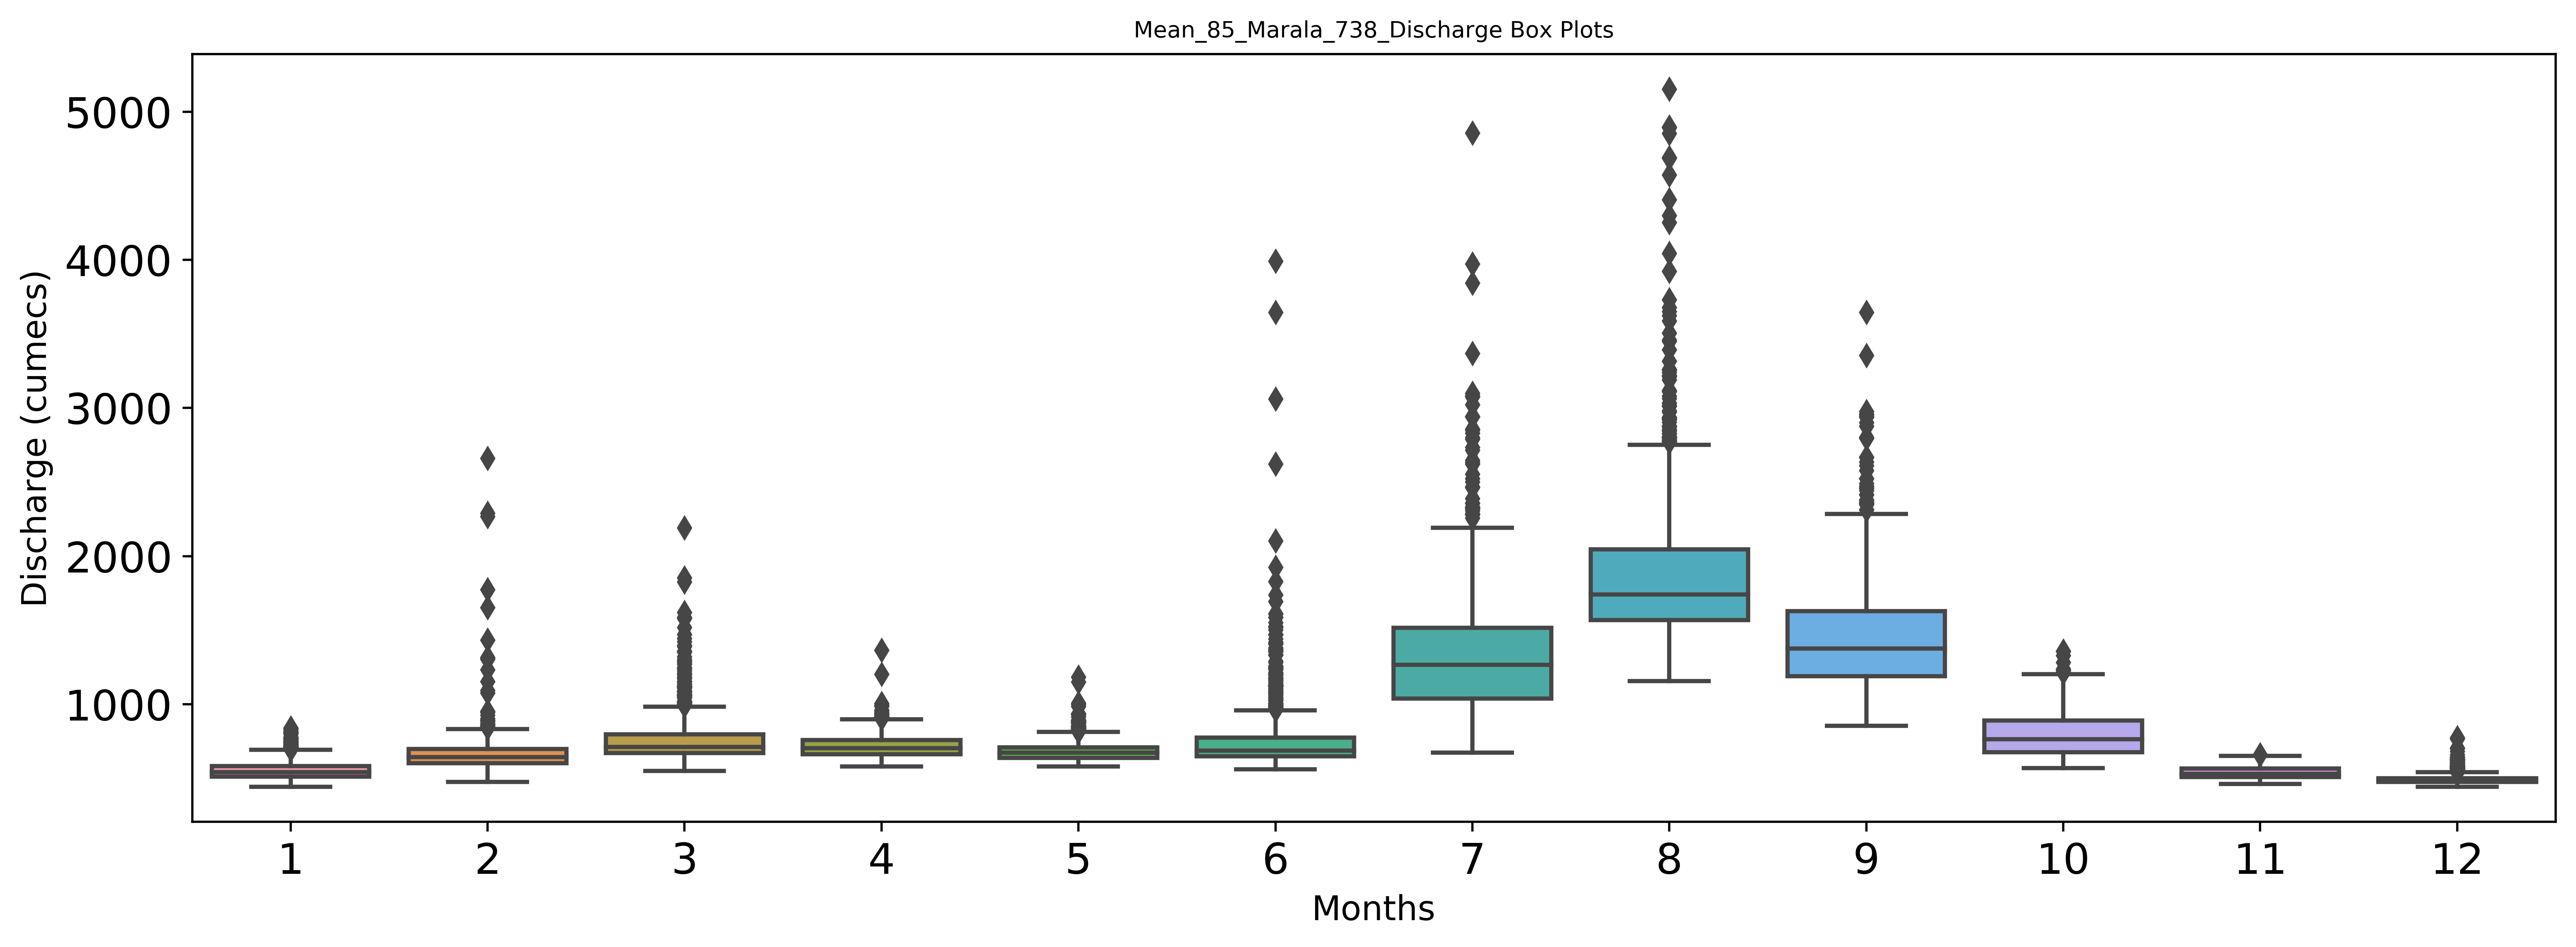 Mean_85_Marala_738_Discharge Box Plots
Discharge (cumecs)
5000
4000
3000
2000
1000
1 2 3 4 5 6 7 8 9 10 11 12
Months